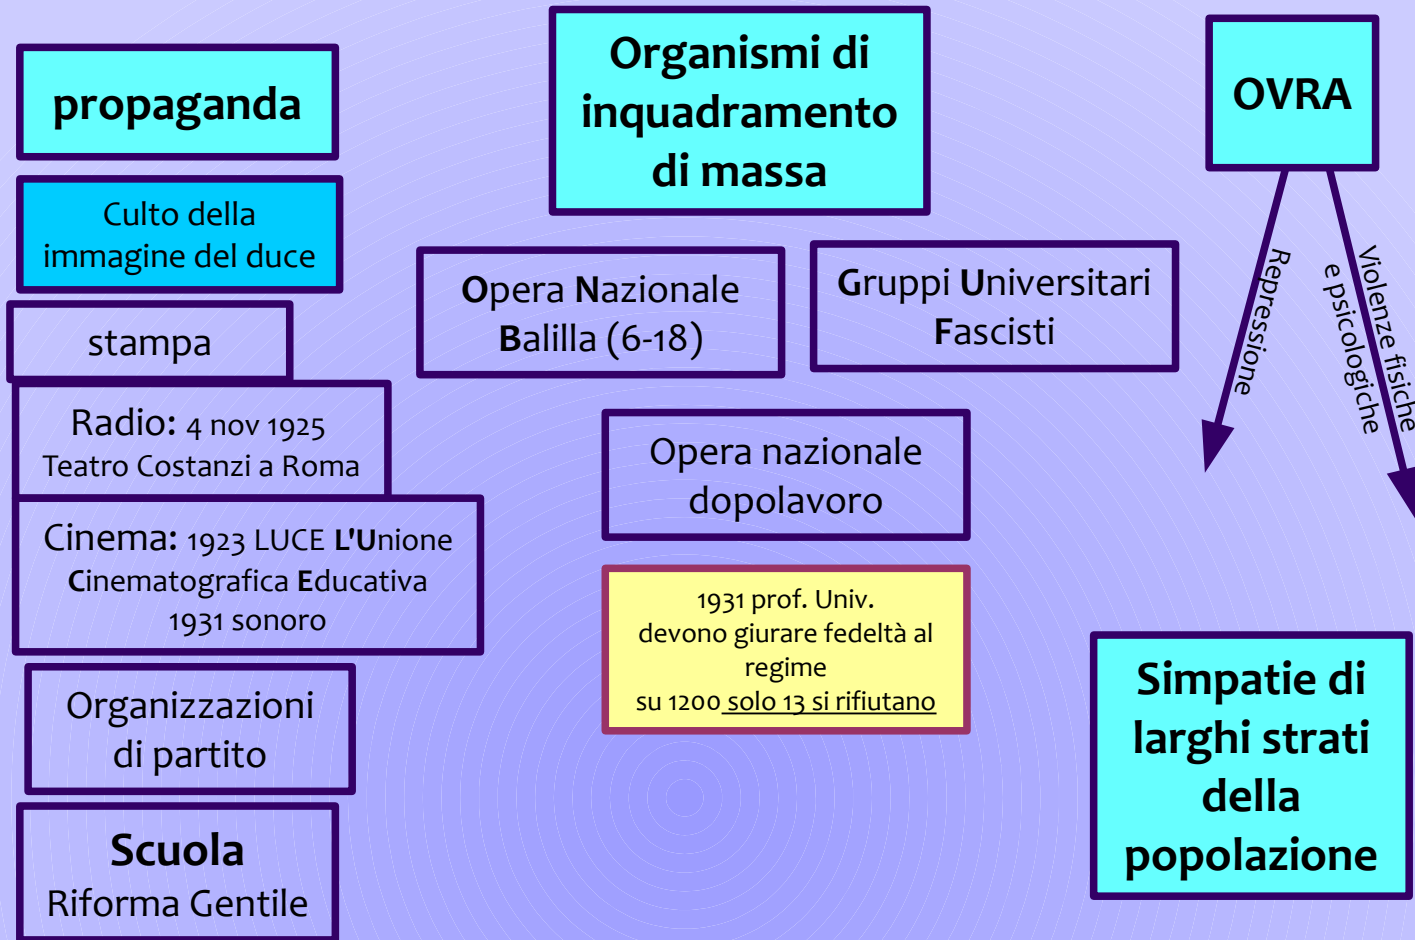 propaganda
Culto della
immagine del duce
stampa
Radio: 4 nov 1925
Teatro Costanzi a Roma
Cinema: 1923 LUCE L'Unione
Cinematografica Educativa
1931 sonoro
Organizzazioni
di partito
Scuola
Riforma Gentile
Organismi di
inquadramento
di massa
Opera Nazionale
Balilla (6-18)
Gruppi Universitari
Fascisti
Opera nazionale
dopolavoro
1931 prof. Univ.
devono giurare fedeltà al
regime
su 1200 solo 13 si rifiutano
OVRA
Repressione
Violenze fisiche
e psicologiche
Simpatie di
larghi strati
della
popolazione